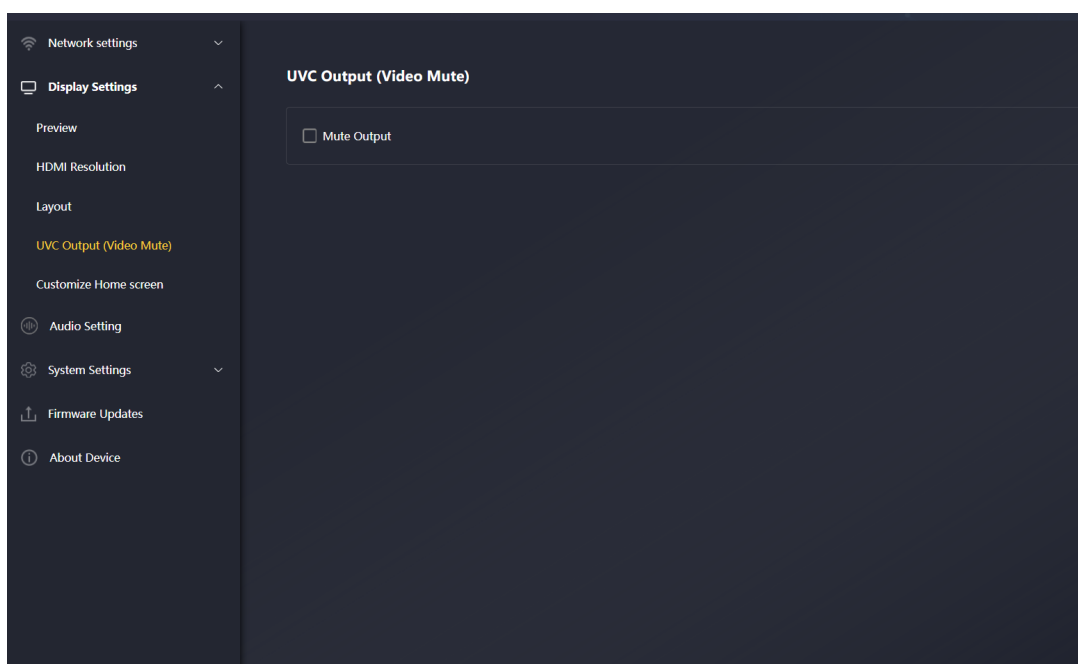 Network settings
Display Settings
Preview
HDMI Resolution
Layout
UVC Output (Video Mute)
Customize Home screen
Audio Setting
System Settings
Firmware Updates
About Device
UVC Output (Video Mute)
Mute Output